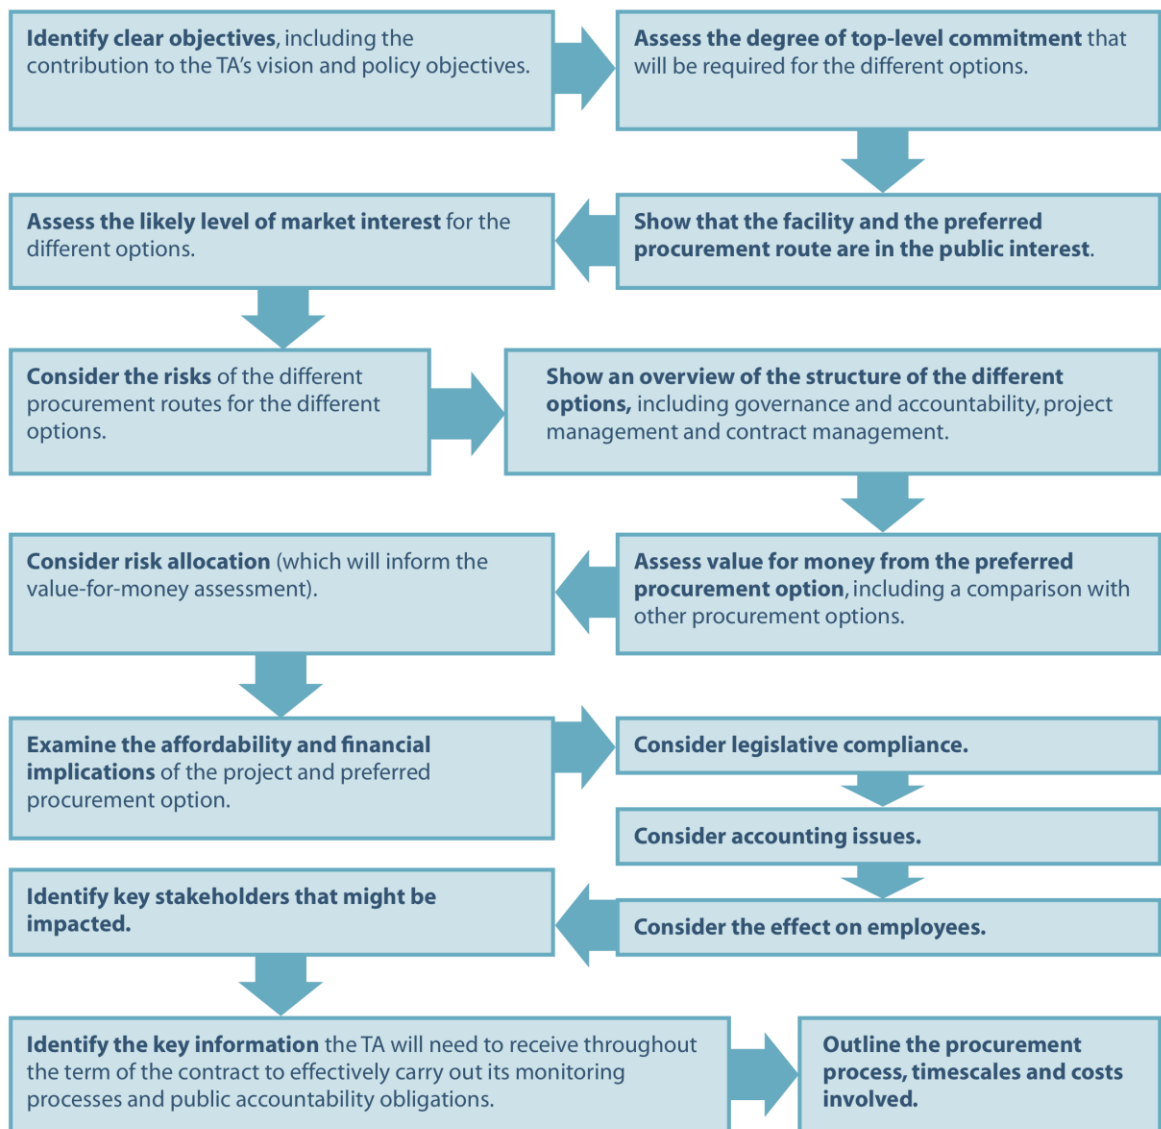 Identify clear objectives, including the
contribution to the TA's vision and policy objectives.
Assess the degree of top-level commitment that
will be required for the different options.
Show that the facility and the preferred
procurement route are in the public interest.
Assess the likely level of market interest for the
different options.
Consider the risks of the different
procurement routes for the different
options.
Show an overview of the structure of the different
options, including governance and accountability, project
management and contract management.
Assess value for money from the preferred
procurement option, including a comparison with
other procurement options.
Consider risk allocation (which will inform the
value-for-money assessment).
Examine the affordability and financial
implications of the project and preferred
procurement option.
Consider legislative compliance.
Consider accounting issues.
Consider the effect on employees.
Identify key stakeholders that might be
impacted.
Identify the key information the TA will need to receive throughout
the term of the contract to effectively carry out its monitoring
processes and public accountability obligations.
Outline the procurement
process, timescales and costs
involved.